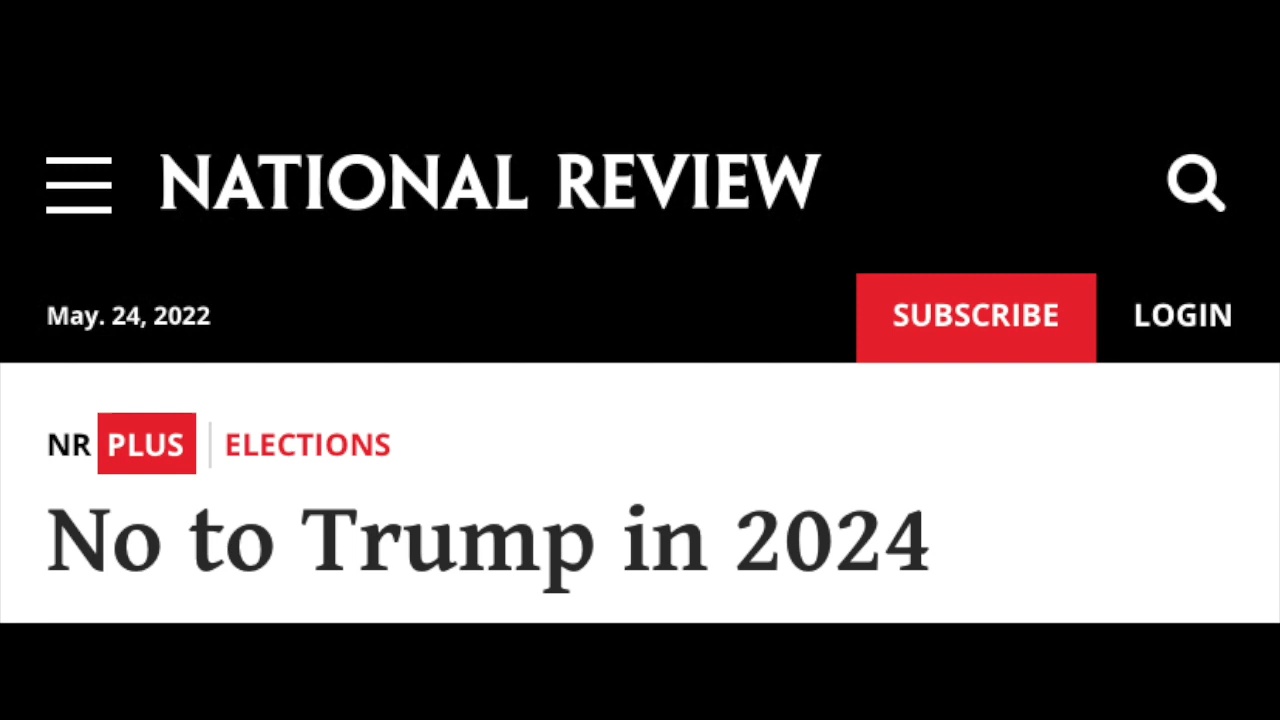 NATIONAL REVIEW
May. 24, 2022
SUBSCRIBE LOGIN
NR PLUS ELECTIONS
No to Trump in 2024